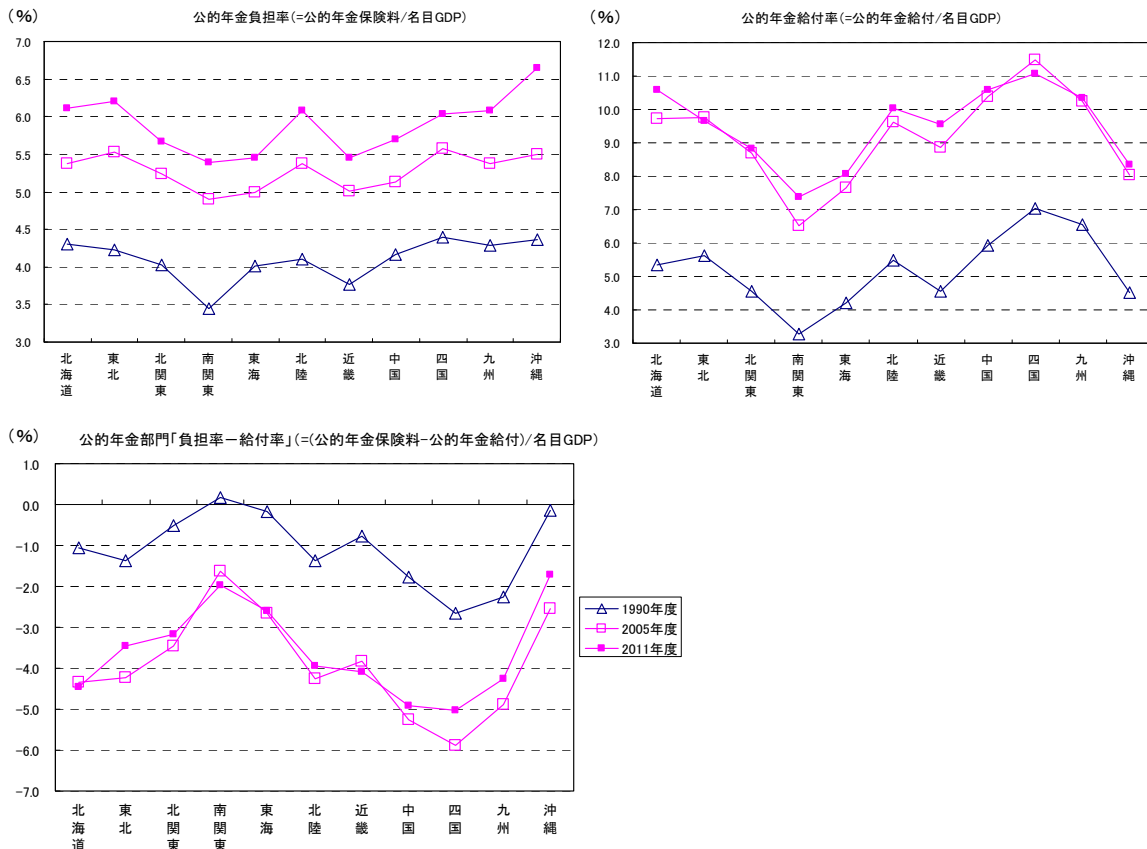 (%)
公的年金負担率(=公的年金保険料/名目GDP)
7.0
6.5
6.0
5.5
5.0
4.5
4.0
3.5
3.0
北海道
東北
北関東
南関東
東海
北陸
近畿
中国
四国
九州
沖縄
(%)
公的年金給付率(=公的年金給付/名目GDP)
12.0
11.0
10.0
9.0
8.0
7.0
6.0
5.0
4.0
3.0
北海道
東北
北関東
南関東
東海
北陸
近畿
中国
四国
九州
沖縄
(%)
公的年金部門「負担率－給付率」(=(公的年金保険料-公的年金給付)/名目GDP)
1.0
0.0
-1.0
-2.0
-3.0
-4.0
-5.0
-6.0
-7.0
北海道
東北
北関東
南関東
東海
北陸
近畿
中国
四国
九州
沖縄
1990年度
2005年度
2011年度